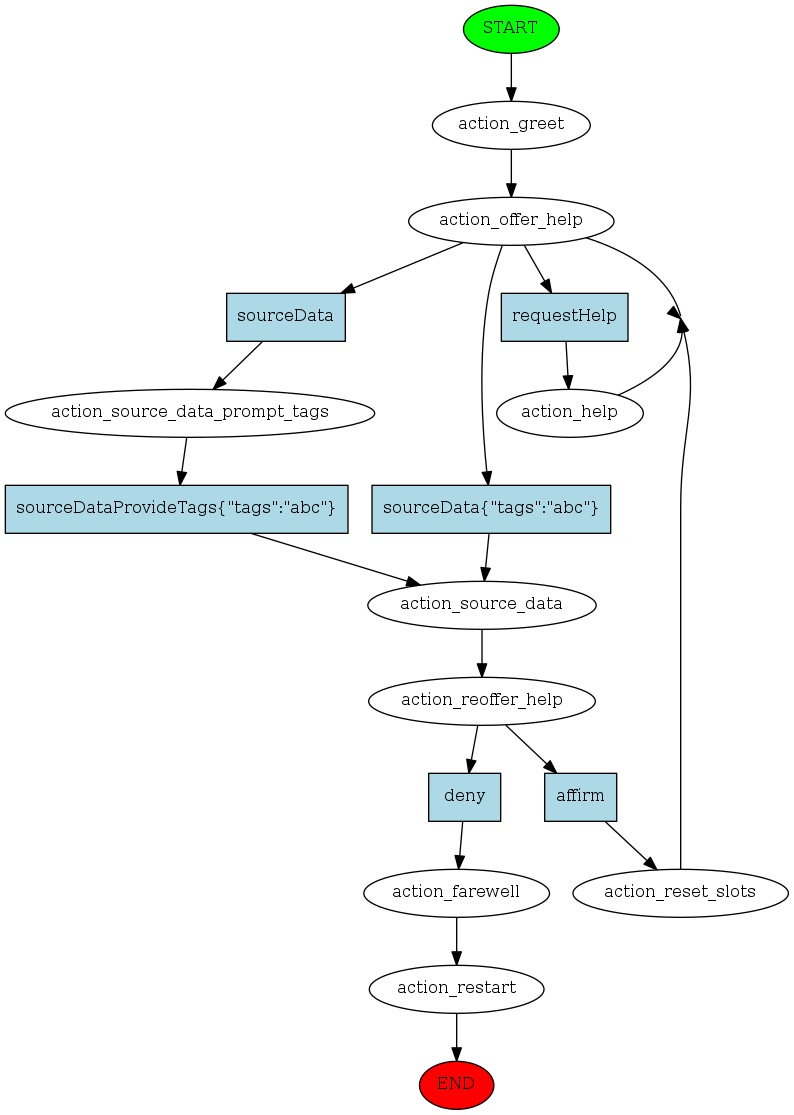 START
action_greet
action_offer_help
sourceData
requestHelp
action_source_data_prompt_tags
action_help
sourceDataProvideTags{"tags":"abc"}
sourceData{"tags":"abc"}
action_source_data
action_reoffer_help
deny
affirm
action_farewell
action_reset_slots
action_restart
END